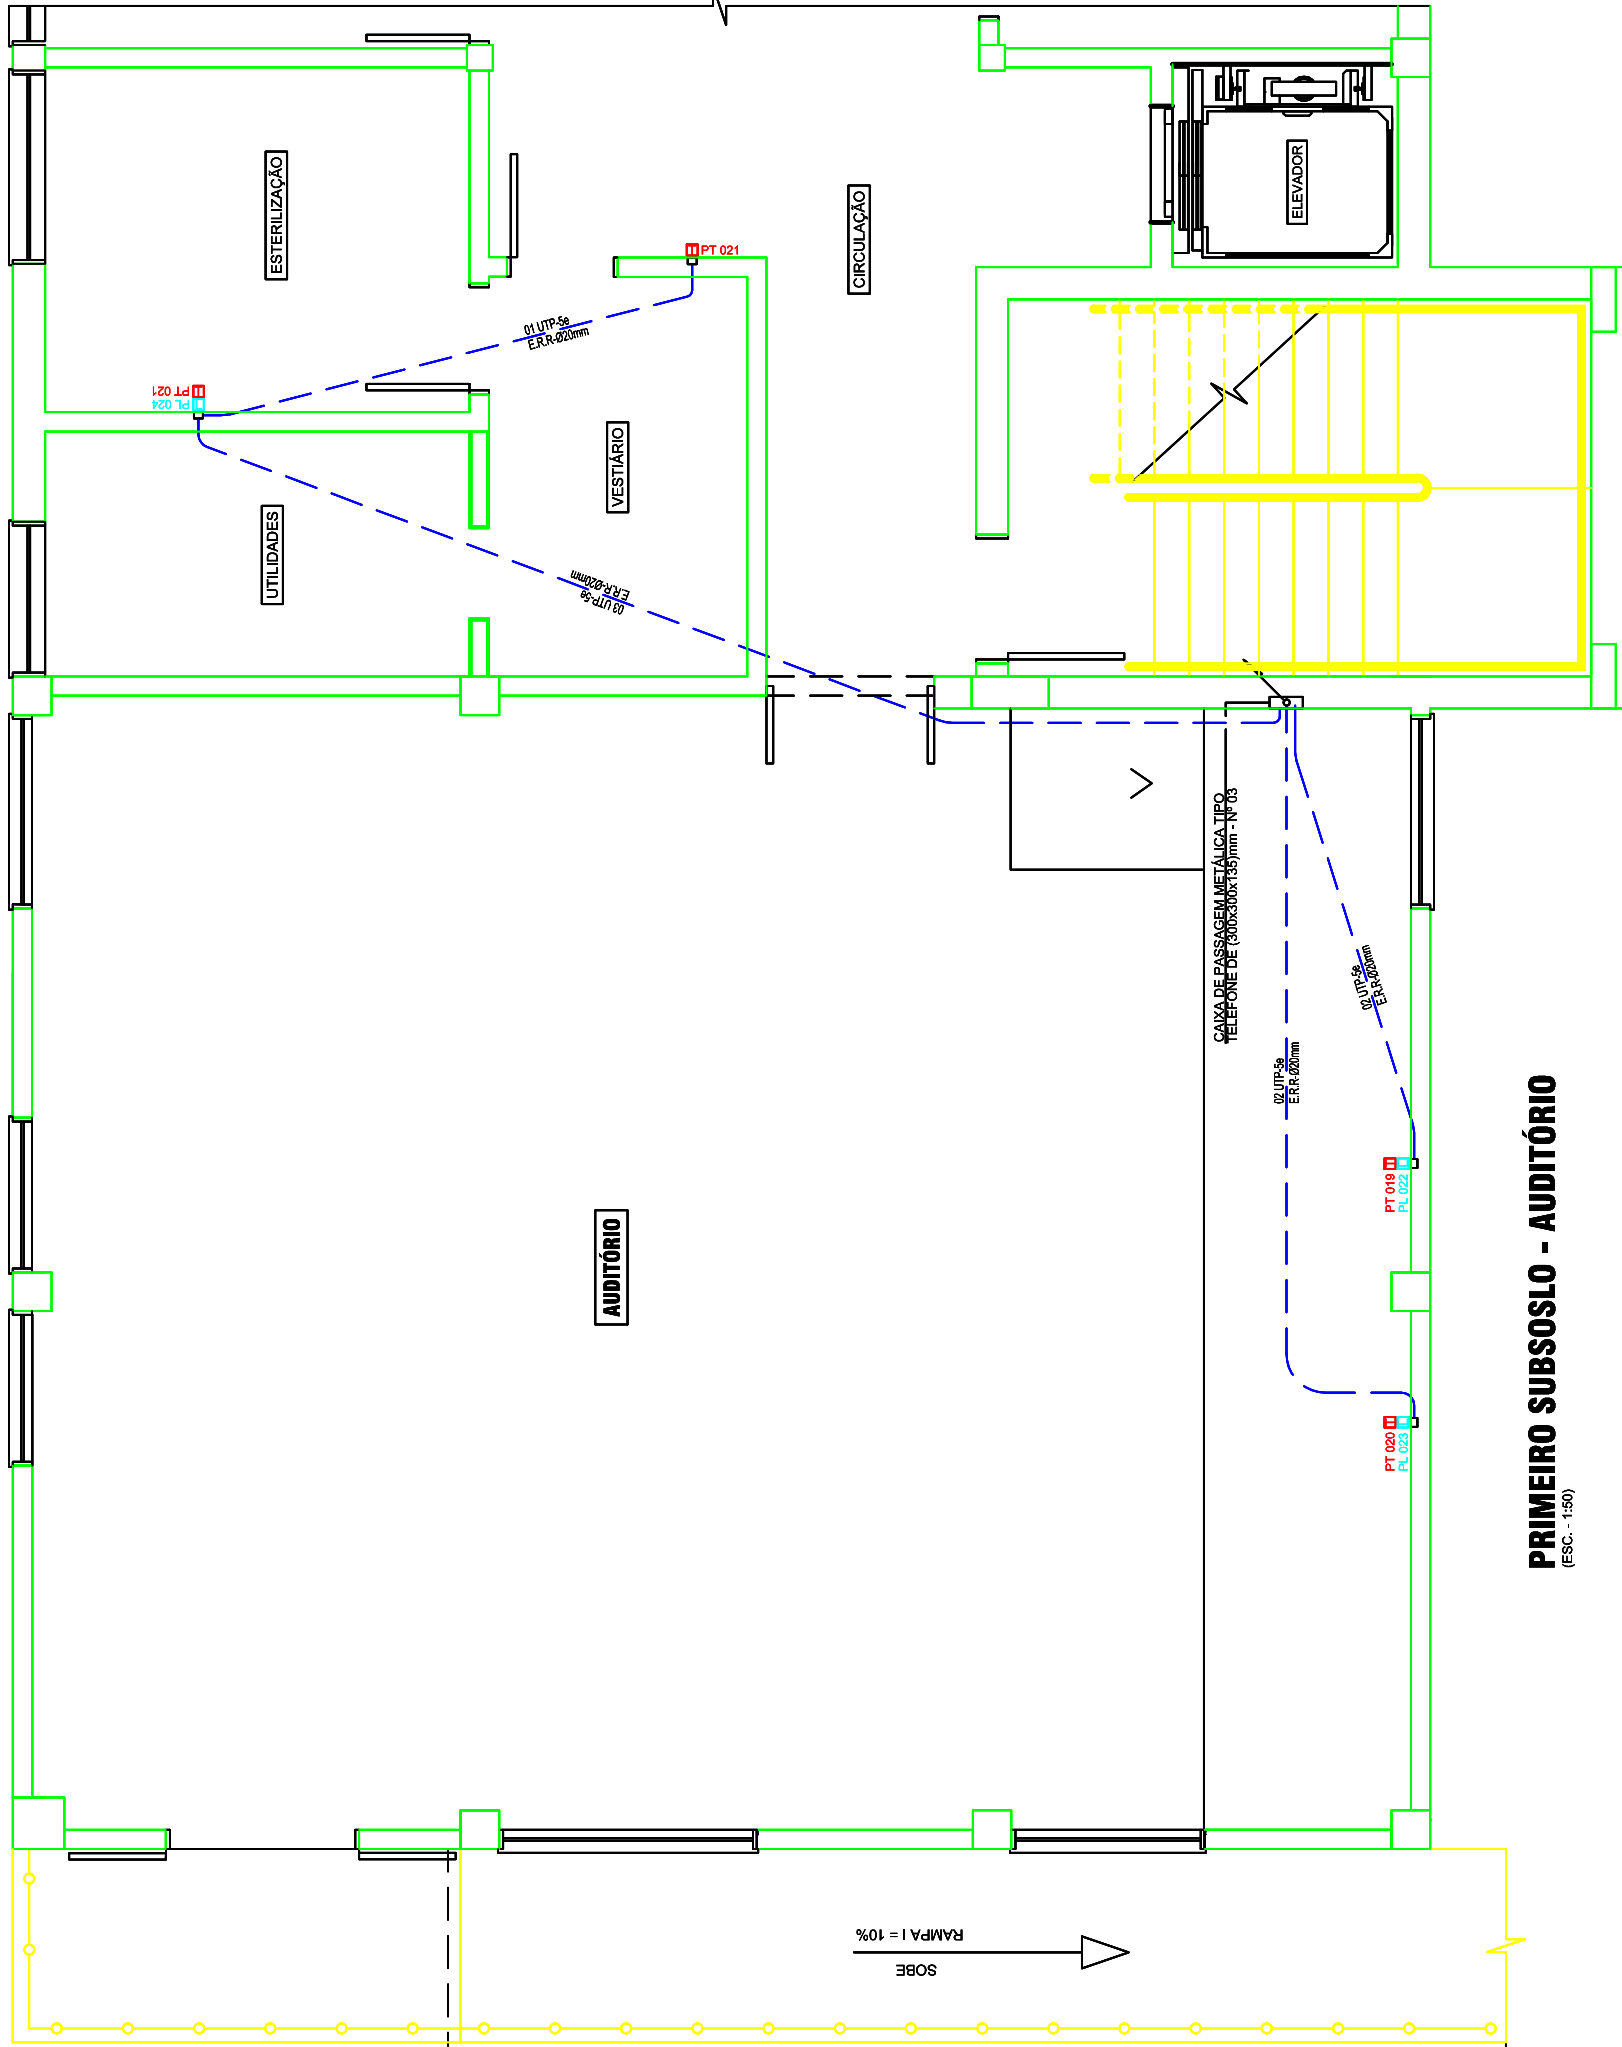 ESTERILIZAÇÃO
CIRCULAÇÃO
ELEVADOR
PT 021
01 UTP-5e
E.R.R-Ø20mm
PT 021
PL 024
VESTIÁRIO
UTILIDADES
03 UTP-5e
E.R.R-Ø20mm
CAIXA DE PASSAGEM METÁLICA TIPO
TELEFONE DE (300x300x135)mm - Nº 03
02 UTP-5e
E.R.R-Ø20mm
02 UTP-5e
E.R.R-Ø20mm
PT 019
PL 022
AUDITÓRIO
PT 020
PL 023
PRIMEIRO SUBSOSLO - AUDITÓRIO
(ESC. - 1:50)
RAMPA I = 10%
SOBE